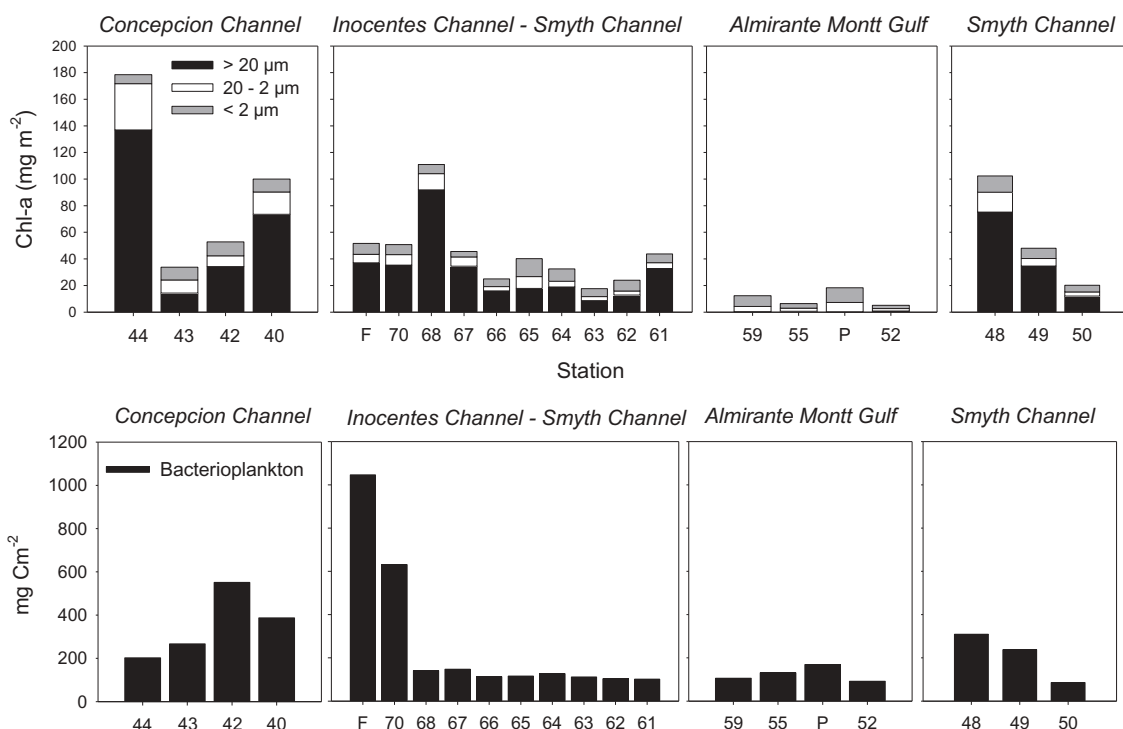 Concepcion Channel Inocentes Channel - Smyth Channel Almirante Montt Gulf Smyth Channel
200
180
160
140
120
100
80
60
40
20
0
Chl-a (mg m-2)
> 20 µm
20 - 2 µm
< 2 µm
44 43 42 40 F 70 68 67 66 65 64 63 62 61 59 55 P 52 48 49 50
Station
Concepcion Channel Inocentes Channel - Smyth Channel Almirante Montt Gulf Smyth Channel
1200
1000
800
600
400
200
0
mg Cm-2
Bacterioplankton
44 43 42 40 F 70 68 67 66 65 64 63 62 61 59 55 P 52 48 49 50